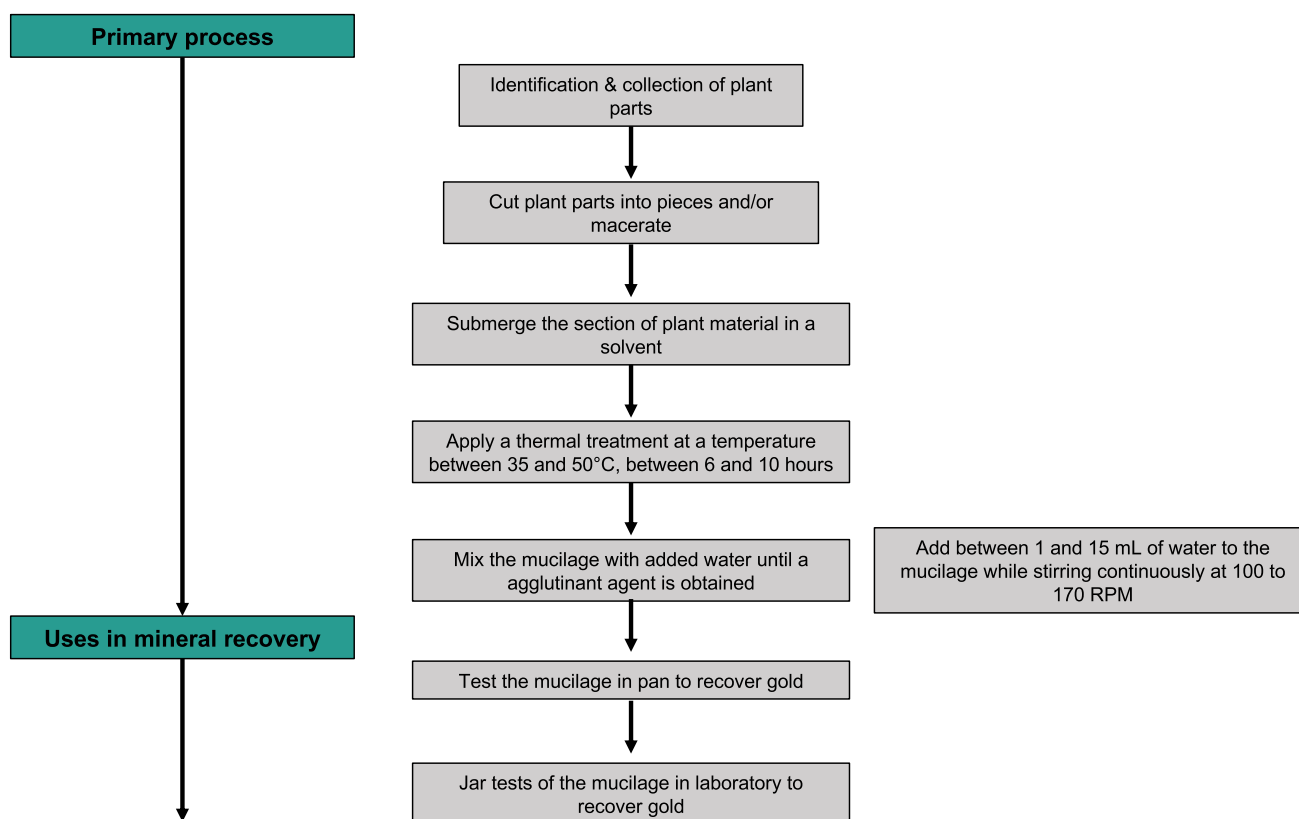 Primary process
Identification & collection of plant
parts
Cut plant parts into pieces and/or
macerate
Submerge the section of plant material in a
solvent
Apply a thermal treatment at a temperature
between 35 and 50°C, between 6 and 10 hours
Mix the mucilage with added water until a
agglutinant agent is obtained
Add between 1 and 15 mL of water to the
mucilage while stirring continuously at 100 to
170 RPM
Uses in mineral recovery
Test the mucilage in pan to recover gold
Jar tests of the mucilage in laboratory to
recover gold